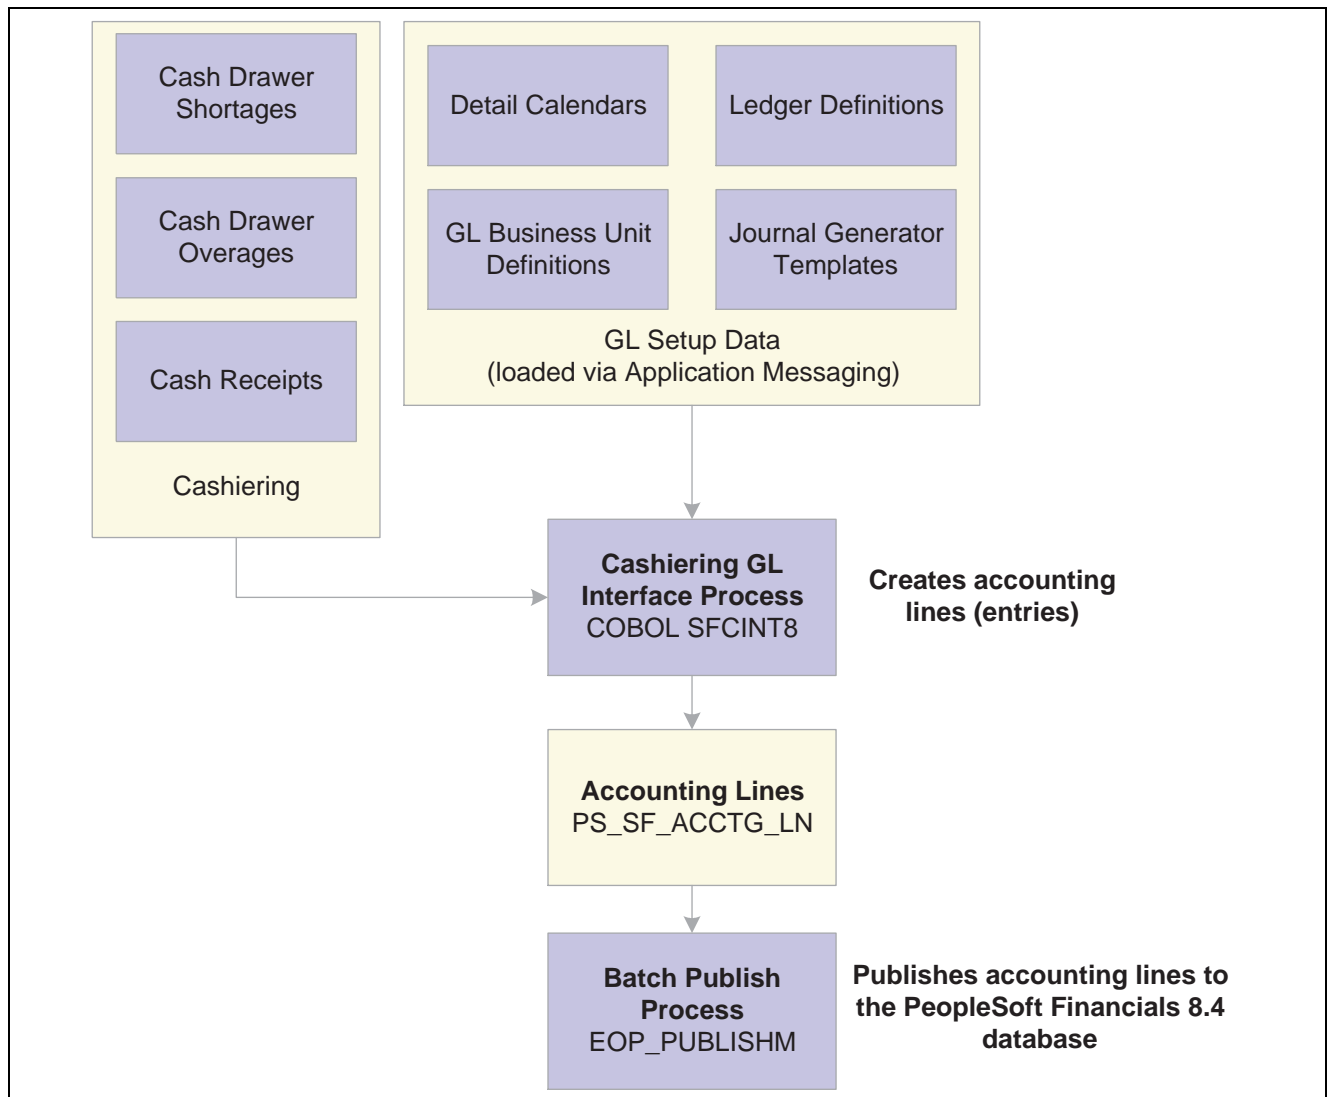 Cash Drawer
Shortages
Cash Drawer
Overages
Cash Receipts
Cashiering
Detail Calendars
Ledger Definitions
GL Business Unit
Definitions
Journal Generator
Templates
GL Setup Data
(loaded via Application Messaging)
Cashiering GL
Interface Process
COBOL SFCINT8
Creates accounting
lines (entries)
Accounting Lines
PS_SF_ACCTG_LN
Batch Publish
Process
EOP_PUBLISHM
Publishes accounting lines to
the PeopleSoft Financials 8.4
database